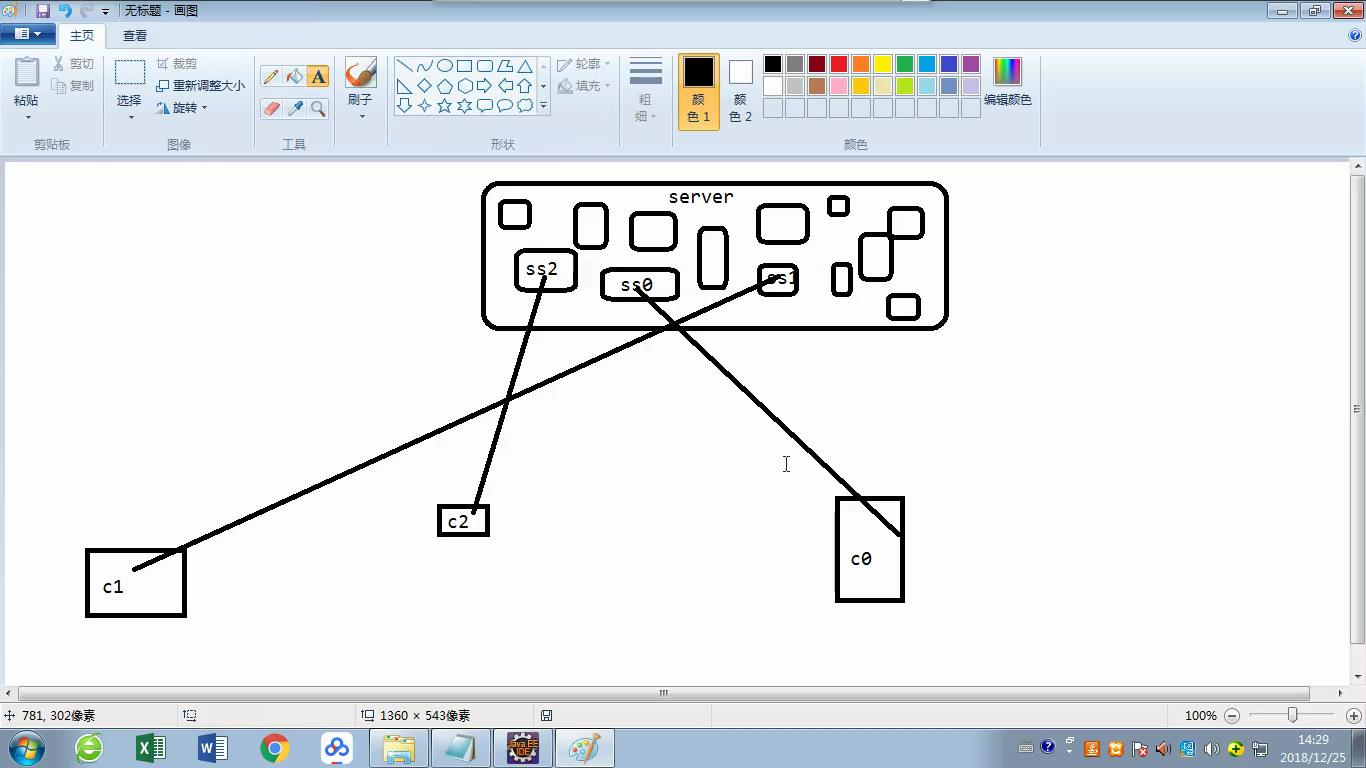 无标题 - 画图
主页
查看
粘贴
剪切
复制
剪贴板
选择
裁剪
重新调整大小
旋转
图像
A
工具
刷子
轮廓
填充
形状
粗
细
颜
色 1
颜
色 2
编辑颜色
颜色
server
ss2
ss0
ss1
c2
c1
c0
781, 302像素
1360 × 543像素
100%
Java EE
IDE
14:29
2018/12/25